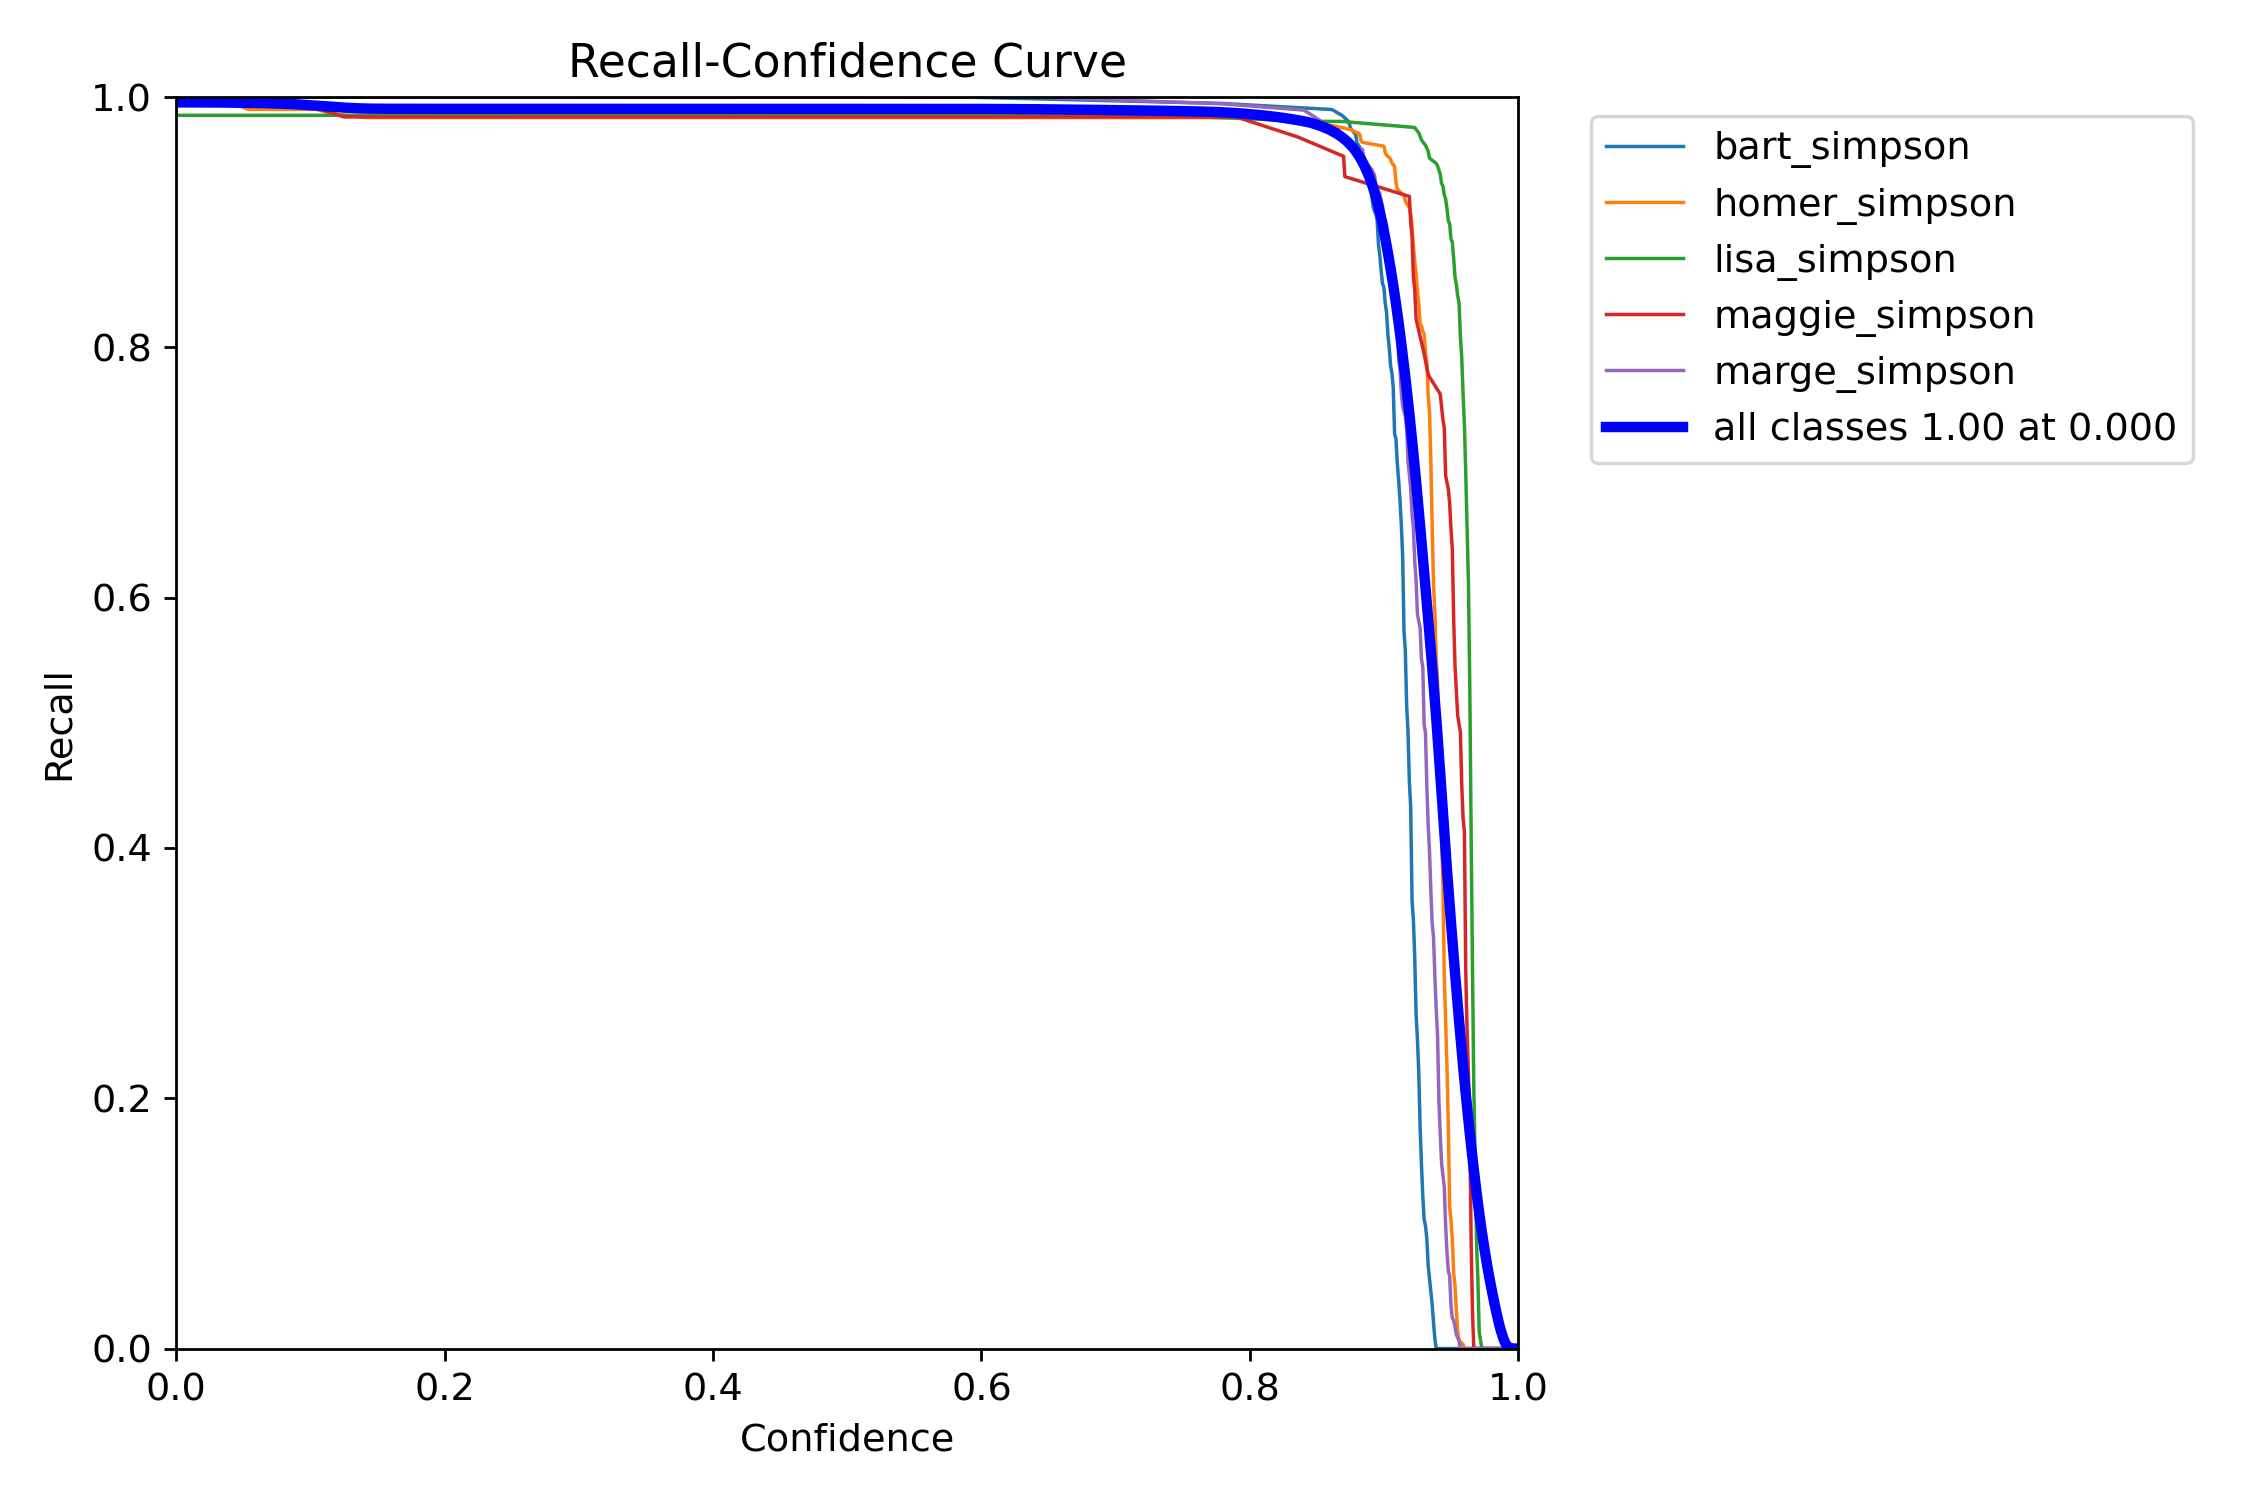 Recall-Confidence Curve
1.0
0.8
0.6
0.4
0.2
0.0
Recall
0.0 0.2 0.4 0.6 0.8 1.0
Confidence
bart_simpson
homer_simpson
lisa_simpson
maggie_simpson
marge_simpson
all classes 1.00 at 0.000